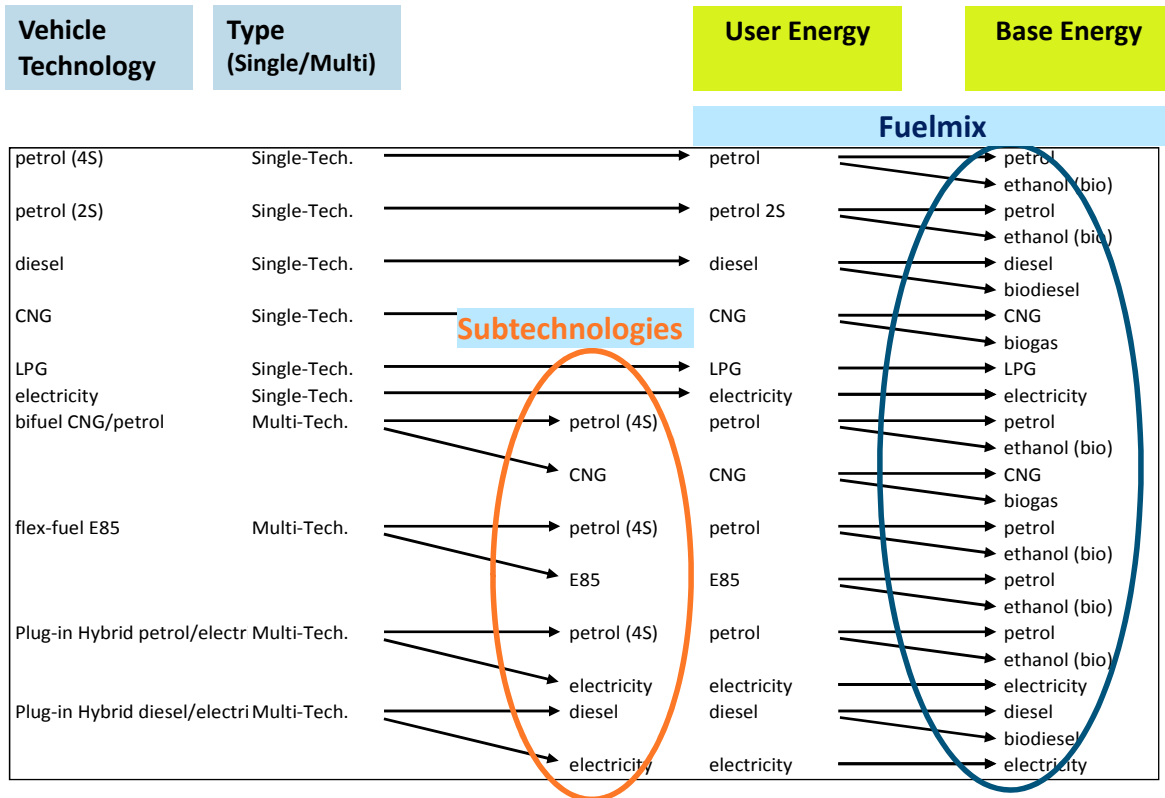 Vehicle Technology
Type (Single/Multi)
User Energy
Base Energy
Fuelmix
petrol (4S) Single-Tech. petrol petrol
ethanol (bio)
petrol (2S) Single-Tech. petrol 2S petrol
ethanol (bio)
diesel Single-Tech. diesel diesel
biodiesel
CNG Single-Tech. CNG CNG
Subtechnologies
biogas
LPG Single-Tech. LPG LPG
electricity Single-Tech. electricity electricity
bifuel CNG/petrol Multi-Tech. petrol (4S) petrol petrol
ethanol (bio)
CNG CNG CNG
biogas
flex-fuel E85 Multi-Tech. petrol (4S) petrol petrol
ethanol (bio)
E85 E85 petrol
ethanol (bio)
Plug-in Hybrid petrol/electr Multi-Tech. petrol (4S) petrol petrol
ethanol (bio)
electricity electricity electricity
Plug-in Hybrid diesel/electri Multi-Tech. diesel diesel diesel
biodiesel
electricity electricity electricity